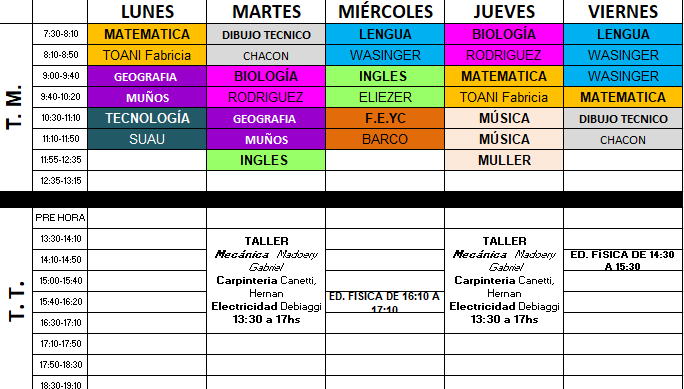 LUNES MARTES MIÉRCOLES JUEVES VIERNES
T. M.
7:30-8:10 MATEMATICA DIBUJO TECNICO LENGUA BIOLOGÍA LENGUA
8:10-8:50 TOANI Fabricia CHACON WASINGER RODRIGUEZ WASINGER
9:00-9:40 GEOGRAFIA BIOLOGÍA INGLES MATEMATICA WASINGER
9:40-10:20 MUÑOS RODRIGUEZ ELIEZER TOANI Fabricia MATEMATICA
10:30-11:10 TECNOLOGÍA GEOGRAFIA F.E.YC MÚSICA DIBUJO TECNICO
11:10-11:50 SUAU MUÑOS BARCO MÚSICA CHACON
11:55-12:35 INGLES MULLER
12:35-13:15
T. T.
PRE HORA
13:30-14:10
14:10-14:50
15:00-15:40
15:40-16:20
16:30-17:10
17:10-17:50
17:50-18:30
18:30-19:10
TALLER
Mecánica Madoery
Gabriel
Carpinteria Canetti,
Hernan
Electricidad Debiaggi
13:30 a 17hs
ED. FISICA DE 16:10 A
17:10
TALLER
Mecánica Madoery
Gabriel
Carpinteria Canetti,
Hernan
Electricidad Debiaggi
13:30 a 17hs
ED. FÍSICA DE 14:30
A 15:30